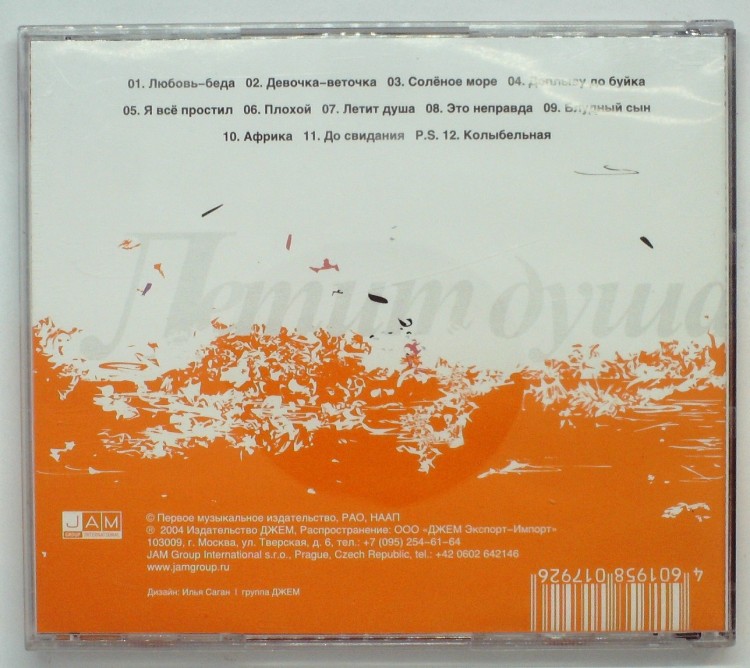 01. Любовь–беда 02. Девочка–веточка 03. Солёное море 04. Доплыву до буйка
05. Я всё простил 06. Плохой 07. Летит душа 08. Это неправда 09. Блудный сын
10. Африка 11. До свидания P.S. 12. Колыбельная
Летит душа
JAM
GROUP INTERNATIONAL
© Первое музыкальное издательство, РАО, НААП
℗ 2004 Издательство ДЖЕМ, Распространение: ООО «ДЖЕМ Экспорт–Импорт»
103009, г. Москва, ул. Тверская, д. 6, тел.: +7 (095) 254–61–64
JAM Group International s.r.o., Prague, Czech Republic, tel.: +42 0602 642146
www.jamgroup.ru
Дизайн: Илья Саган | группа ДЖЕМ
4 601958 017926